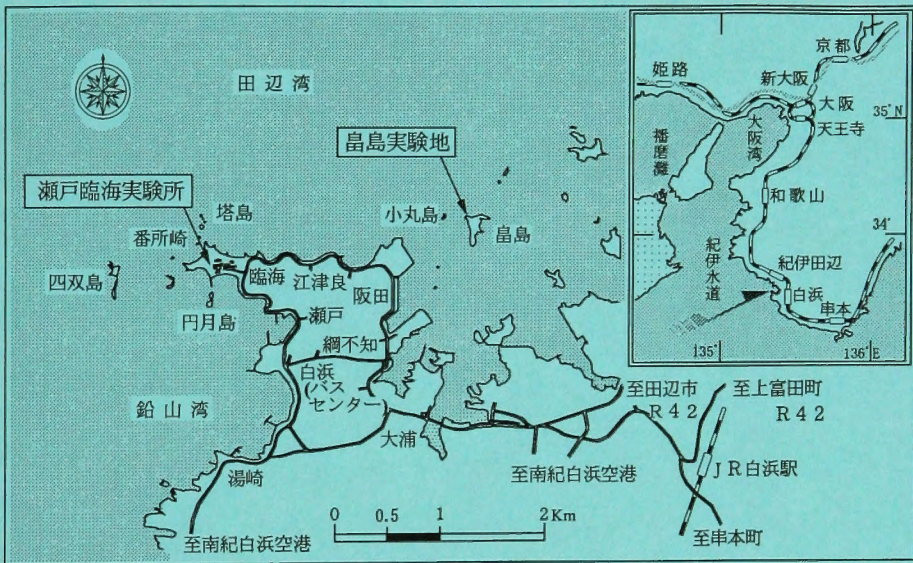 田辺湾
畠島実験地
瀬戸臨海実験所
塔島
小丸島
畠島
番所崎
四双島
臨海
江津良
阪田
円月島
瀬戸
綱不知
白浜
(バス
センター)
鉛山湾
大浦
湯崎
至南紀白浜空港
至南紀白浜空港
至田辺市
R42
至上富田町
R42
JR白浜駅
至串本町
0 0.5 1 2Km
京都
姫路
新大阪
大阪
天王寺
35°N
播磨灘
大阪湾
和歌山
34°
紀伊水道
紀伊田辺
白浜
串本
135°
136°E